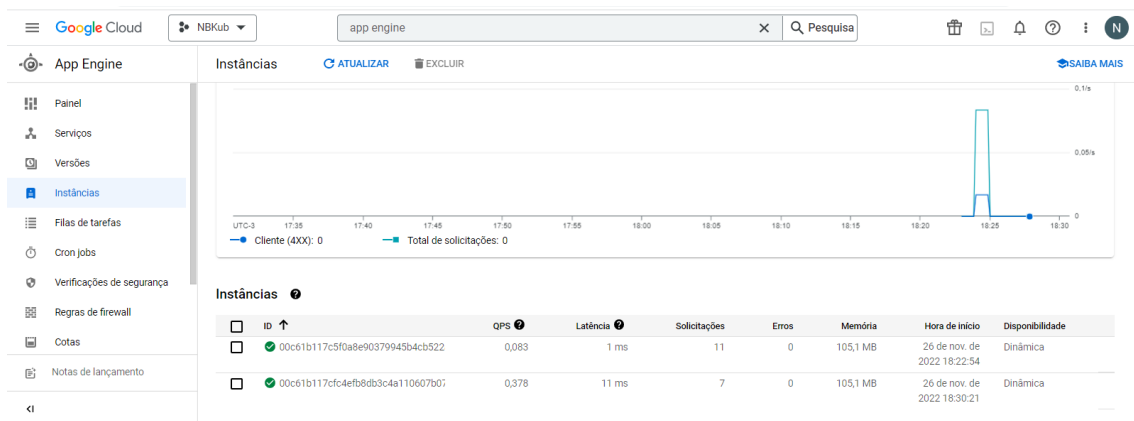 Google Cloud
NBKub
app engine
Pesquisa
N
App Engine
Instâncias
ATUALIZAR
EXCLUIR
SAIBA MAIS
Painel
Serviços
Versões
Instâncias
Filas de tarefas
Cron jobs
Verificações de segurança
Regras de firewall
Cotas
Notas de lançamento
0,1/s
0,05/s
0
UTC-3 17:35 17:40 17:45 17:50 17:55 18:00 18:05 18:10 18:15 18:20 18:25 18:30
Cliente (4XX): 0 Total de solicitações: 0
Instâncias
ID QPS Latência Solicitações Erros Memória Hora de início Disponibilidade
00c61b117c5f0a8e90379945b4cb522 0,083 1 ms 11 0 105,1 MB 26 de nov. de Dinâmica
2022 18:22:54
00c61b117cfc4efb8db3c4a110607b07 0,378 11 ms 7 0 105,1 MB 26 de nov. de Dinâmica
2022 18:30:21